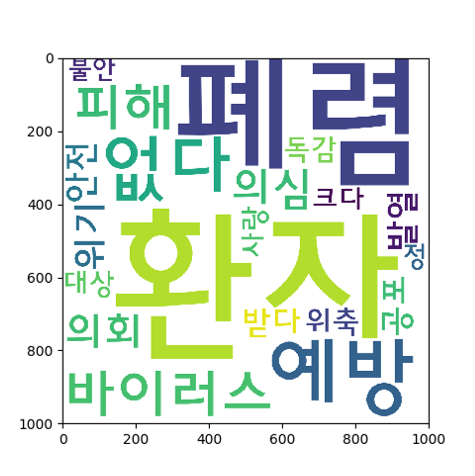 0
불안
폐렴
피해
200
없다
독감
안전
의심
크다
발열
400
위기
사랑
환자
정
600
대상
공포
받다
위축
의회
예방
800
바이러스
1000
0 200 400 600 800 1000